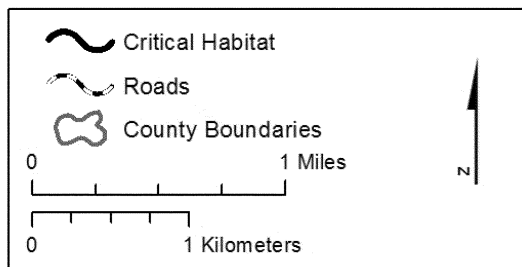 Critical Habitat
Roads
County Boundaries
0 1 Miles
0 1 Kilometers
N